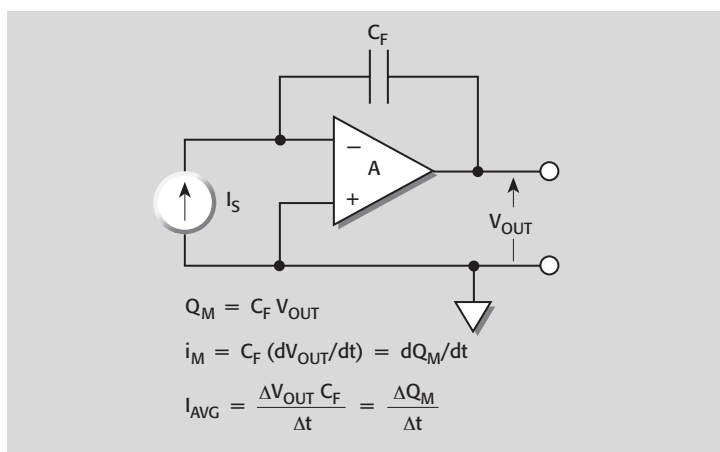 C_F
−
A
+
I_S
V_OUT
Q_M = C_F V_OUT
i_M = C_F (dV_OUT/dt) = dQ_M/dt
I_AVG = ΔV_OUT C_F / Δt = ΔQ_M / Δt